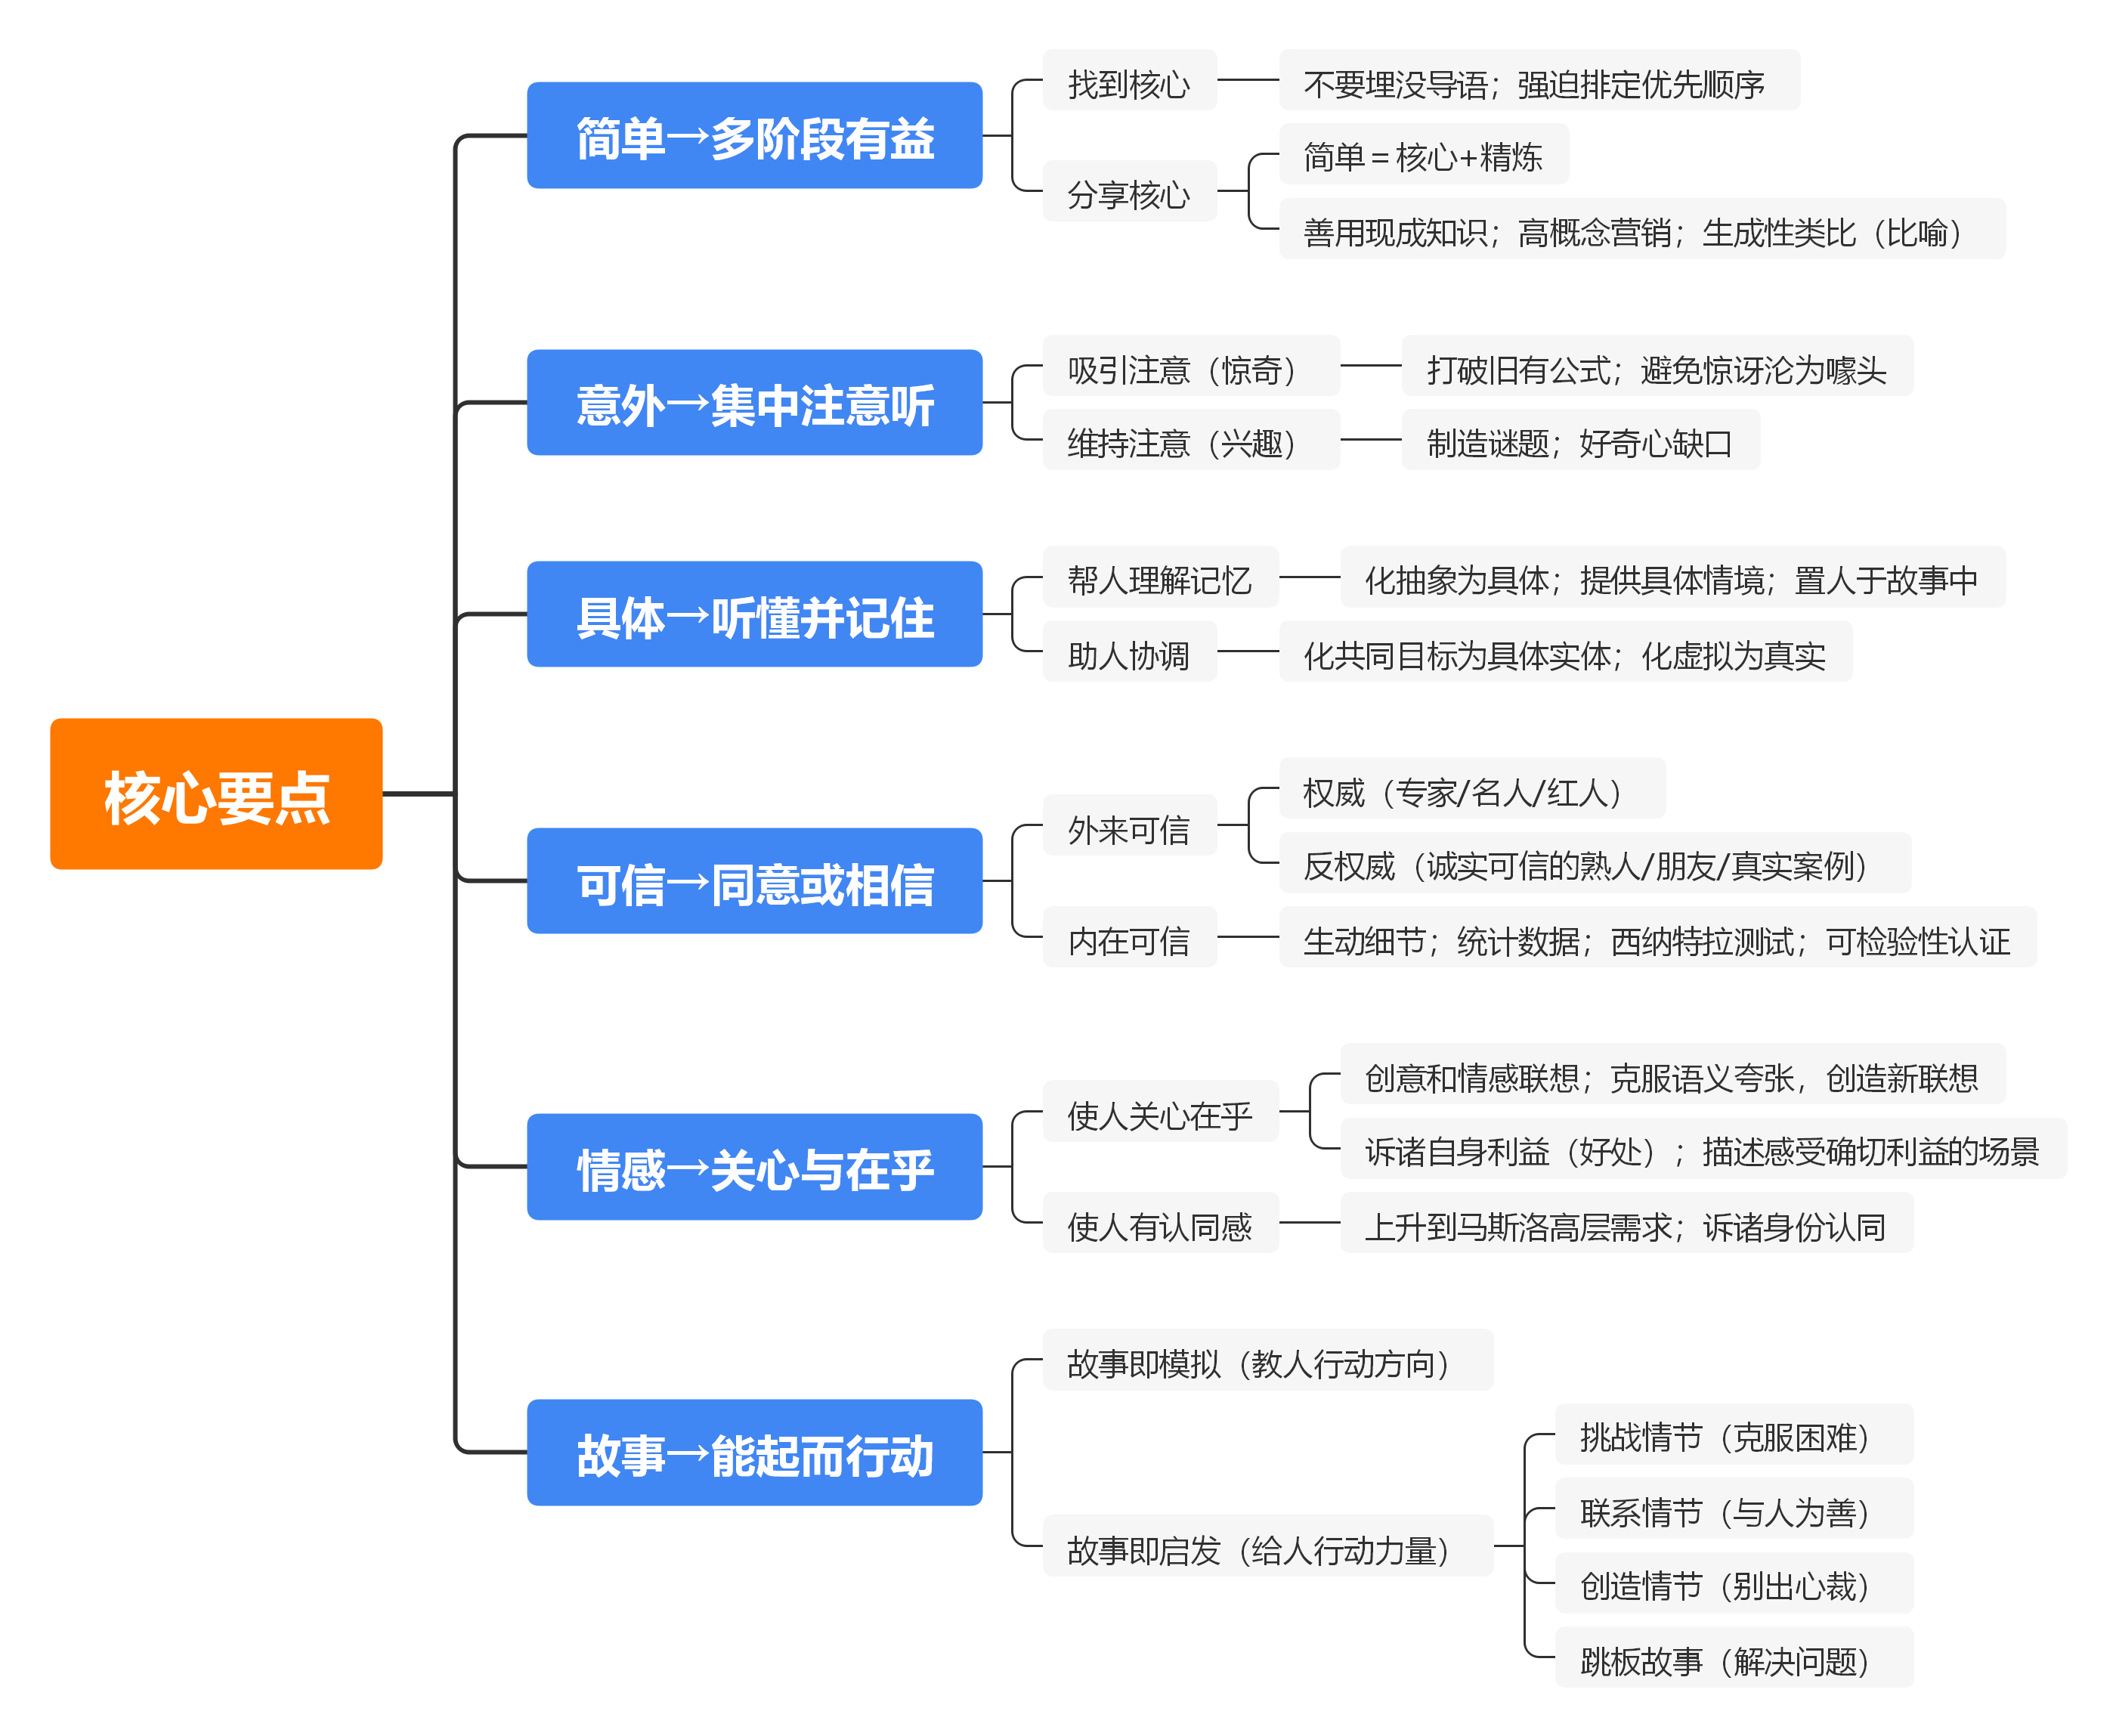 核心要点
简单→多阶段有益
找到核心
不要埋没导语；强迫排定优先顺序
分享核心
简单＝核心+精炼
善用现成知识；高概念营销；生成性类比（比喻）
意外→集中注意听
吸引注意（惊奇）
打破旧有公式；避免惊讶沦为噱头
维持注意（兴趣）
制造谜题；好奇心缺口
具体→听懂并记住
帮人理解记忆
化抽象为具体；提供具体情境；置人于故事中
助人协调
化共同目标为具体实体；化虚拟为真实
可信→同意或相信
外来可信
权威（专家/名人/红人）
反权威（诚实可信的熟人/朋友/真实案例）
内在可信
生动细节；统计数据；西纳特拉测试；可检验性认证
情感→关心与在乎
使人关心在乎
创意和情感联想；克服语义夸张，创造新联想
诉诸自身利益（好处）；描述感受确切利益的场景
使人有认同感
上升到马斯洛高层需求；诉诸身份认同
故事→能起而行动
故事即模拟（教人行动方向）
故事即启发（给人行动力量）
挑战情节（克服困难）
联系情节（与人为善）
创造情节（别出心裁）
跳板故事（解决问题）